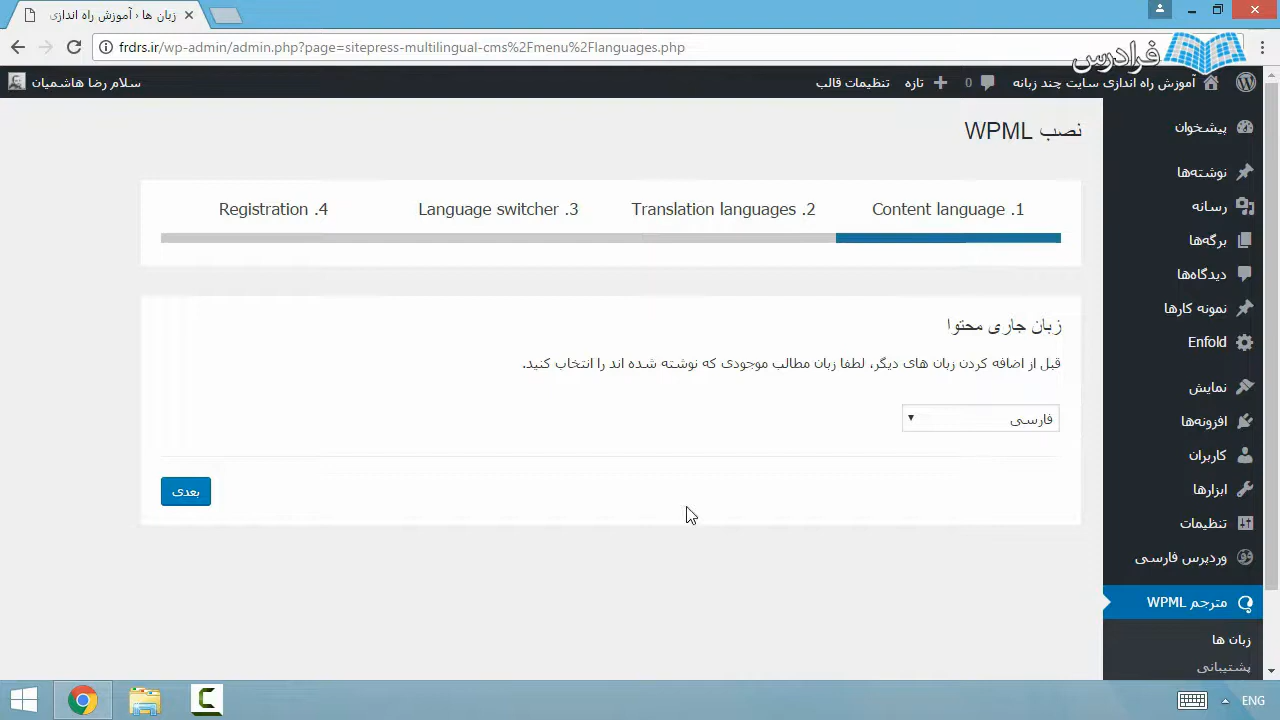 زبان ها ‹ آموزش راه اندازی
frdrs.ir/wp-admin/admin.php?page=sitepress-multilingual-cms%2Fmenu%2Flanguages.php
فرادرس
آموزش راه اندازی سایت چند زبانه
0
تازه
تنظیمات قالب
سلام رضا هاشمیان
پیشخوان
نوشته‌ها
رسانه
برگه‌ها
دیدگاه‌ها
نمونه کارها
Enfold
نمایش
افزونه‌ها
کاربران
ابزارها
تنظیمات
وردپرس فارسی
مترجم WPML
زبان ها
پشتیبانی
نصب WPML
1. Content language
2. Translation languages
3. Language switcher
4. Registration
زبان جاری محتوا
قبل از اضافه کردن زبان های دیگر، لطفا زبان مطالب موجودی که نوشته شده اند را انتخاب کنید.
فارسی
بعدی
ENG